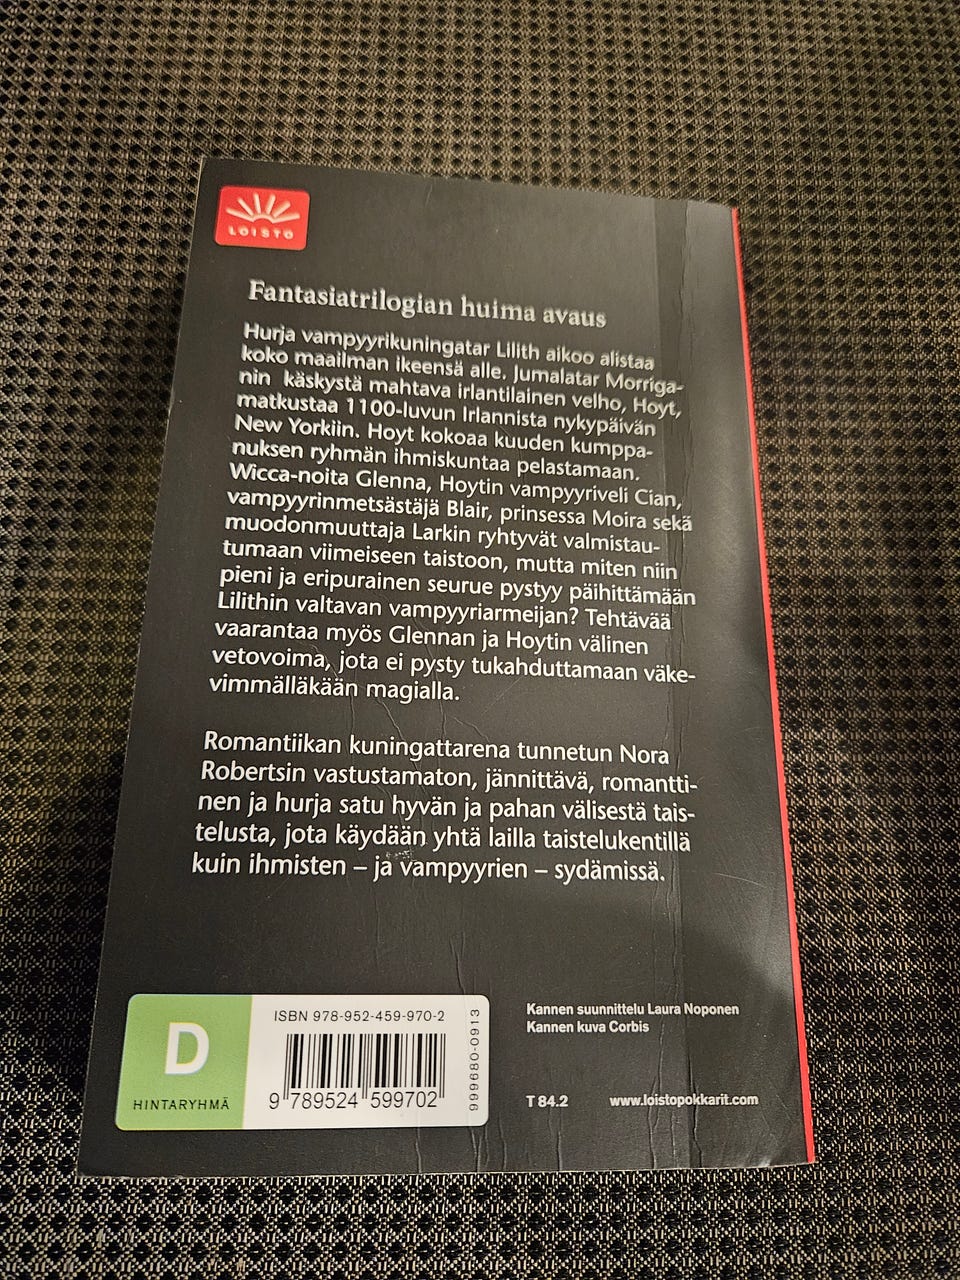 LOISTO
Fantasiatrilogian huima avaus
Hurja vampyyrikuningatar Lilith aikoo alistaa
koko maailman ikeensä alle. Jumalatar Morriga-
nin käskystä mahtava irlantilainen velho, Hoyt,
matkustaa 1100-luvun Irlannista nykypäivän
New Yorkiin. Hoyt kokoaa kuuden kumppa-
nuksen ryhmän ihmiskuntaa pelastamaan.
Wicca-noita Glenna, Hoytin vampyyriveli Cian,
vampyyrinmetsästäjä Blair, prinsessa Moira sekä
muodonmuuttaja Larkin ryhtyvät valmistau-
tumaan viimeiseen taistoon, mutta miten niin
pieni ja eripurainen seurue pystyy päihittämään
Lilithin valtavan vampyyriarmeijan? Tehtävää
vaarantaa myös Glennan ja Hoytin välinen
vetovoima, jota ei pysty tukahduttamaan väke-
vimmälläkään magialla.
Romantiikan kuningattarena tunnetun Nora
Robertsin vastustamaton, jännittävä, romantti-
nen ja hurja satu hyvän ja pahan välisestä tais-
telusta, jota käydään yhtä lailla taistelukentillä
kuin ihmisten – ja vampyyrien – sydämissä.
D
HINTARYHMÄ
ISBN 978-952-459-970-2
9 789524 599702
999680-0913
Kannen suunnittelu Laura Noponen
Kannen kuva Corbis
T 84.2 www.loistopokkarit.com